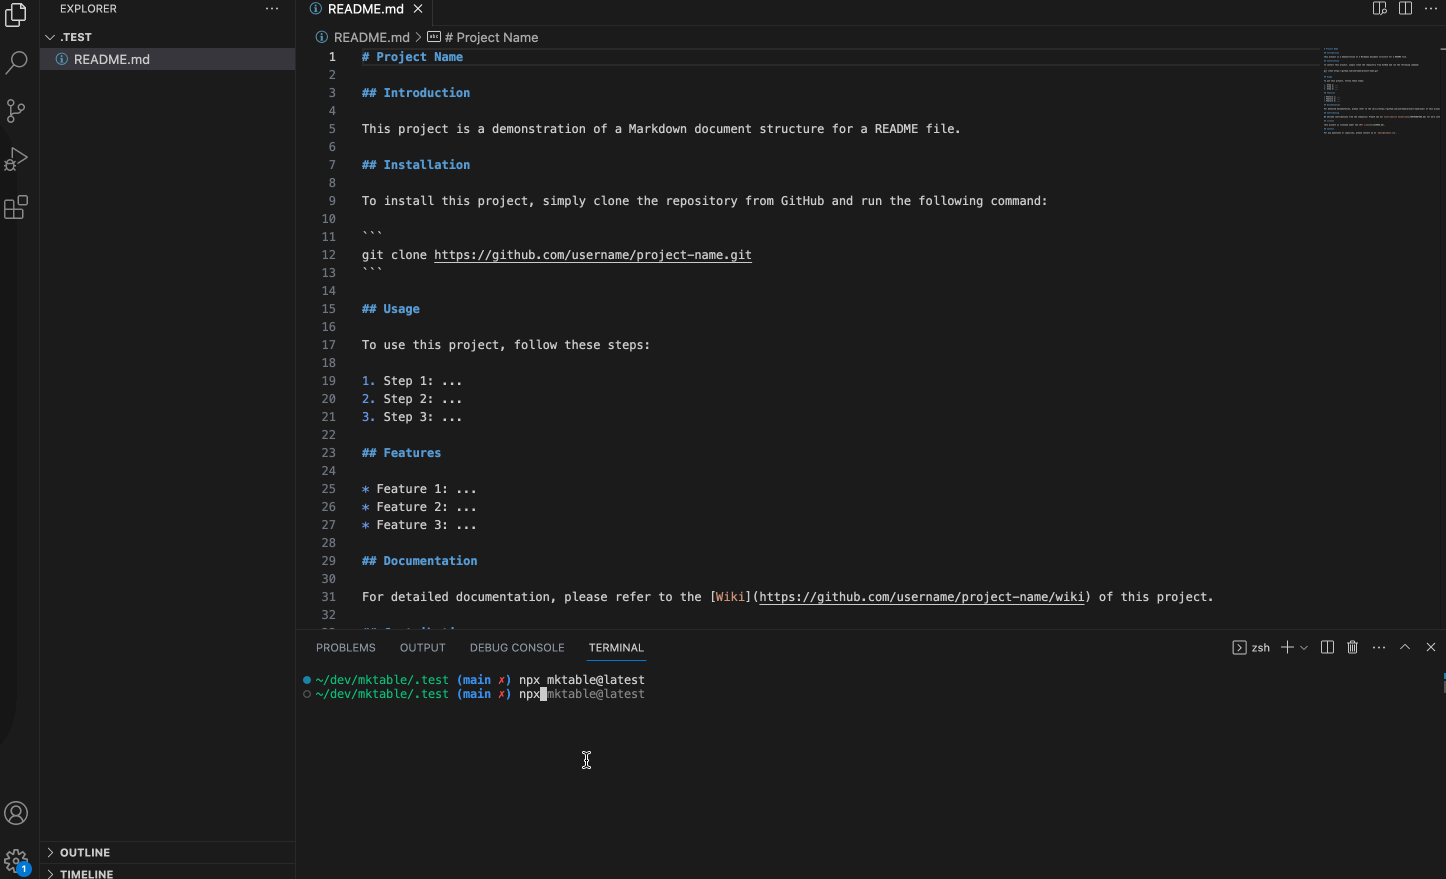 EXPLORER
.TEST
README.md
OUTLINE
TIMELINE
1
README.md
README.md > # Project Name
1 # Project Name
2
3 ## Introduction
4
5 This project is a demonstration of a Markdown document structure for a README file.
6
7 ## Installation
8
9 To install this project, simply clone the repository from GitHub and run the following command:
10
11 ```
12 git clone https://github.com/username/project-name.git
13 ```
14
15 ## Usage
16
17 To use this project, follow these steps:
18
19 1. Step 1: ...
20 2. Step 2: ...
21 3. Step 3: ...
22
23 ## Features
24
25 * Feature 1: ...
26 * Feature 2: ...
27 * Feature 3: ...
28
29 ## Documentation
30
31 For detailed documentation, please refer to the [Wiki](https://github.com/username/project-name/wiki) of this project.
32
PROBLEMS OUTPUT DEBUG CONSOLE TERMINAL zsh
~/dev/mktable/.test (main ✗) npx mktable@latest
~/dev/mktable/.test (main ✗) npx mktable@latest